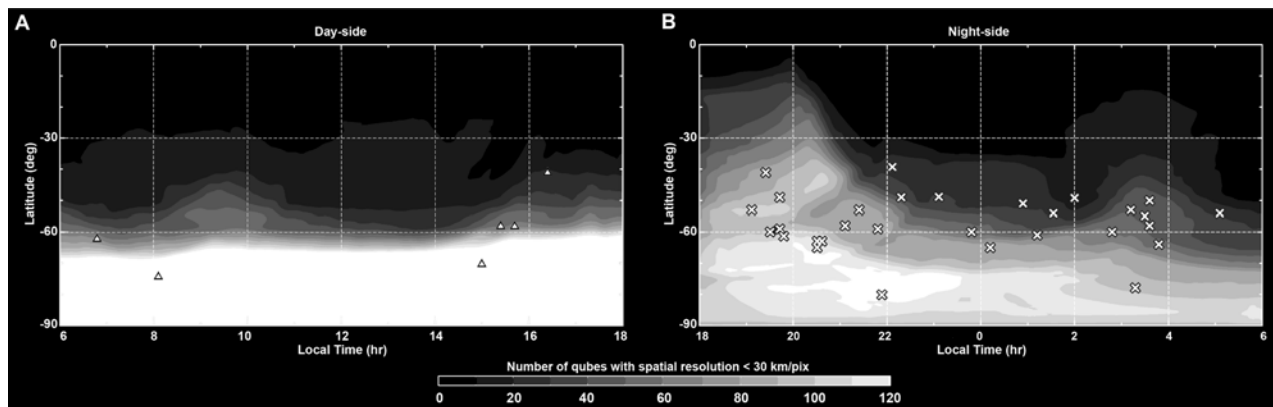 A
Day-side
B
Night-side
0
-30
-60
-90
Latitude (deg)
6 8 10 12 14 16 18
Local Time (hr)
0
-30
-60
-90
Latitude (deg)
18 20 22 0 2 4 6
Local Time (hr)
Number of qubes with spatial resolution < 30 km/pix
0 20 40 60 80 100 120